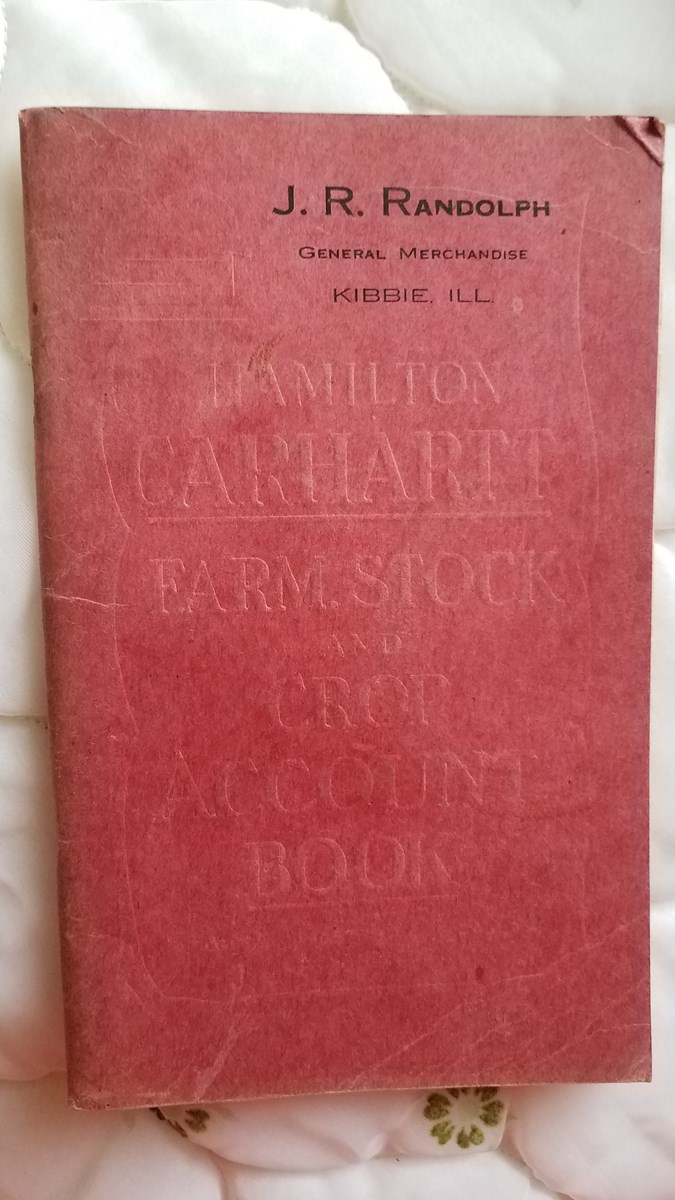 J. R. RANDOLPH
GENERAL MERCHANDISE
KIBBIE, ILL.
HAMILTON
CARHARTT
FARM, STOCK
AND
CROP
ACCOUNT
BOOK